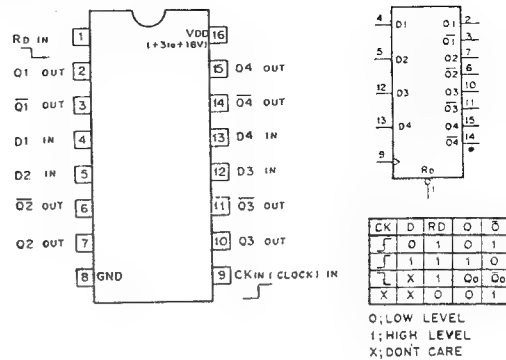 RD IN 1 16 VDD (+3 to +18V)
Q1 OUT 2 15 Q4 OUT
Q̅1̅ OUT 3 14 Q̅4̅ OUT
D1 IN 4 13 D4 IN
D2 IN 5 12 D3 IN
Q̅2̅ OUT 6 11 Q̅3̅ OUT
Q2 OUT 7 10 Q3 OUT
8 GND 9 CK IN (CLOCK) IN
4 D1 Q1 2
Q̅1̅ 3
5 D2 Q2 7
Q̅2̅ 6
12 D3 Q3 10
Q̅3̅ 11
13 D4 Q4 15
Q̅4̅ 14
9
RD
1
CK D RD Q Q̅
0 1 0 1
1 1 1 0
X 1 Q0 Q̅0
X X 0 0 1
0; LOW LEVEL
1; HIGH LEVEL
X; DONT CARE